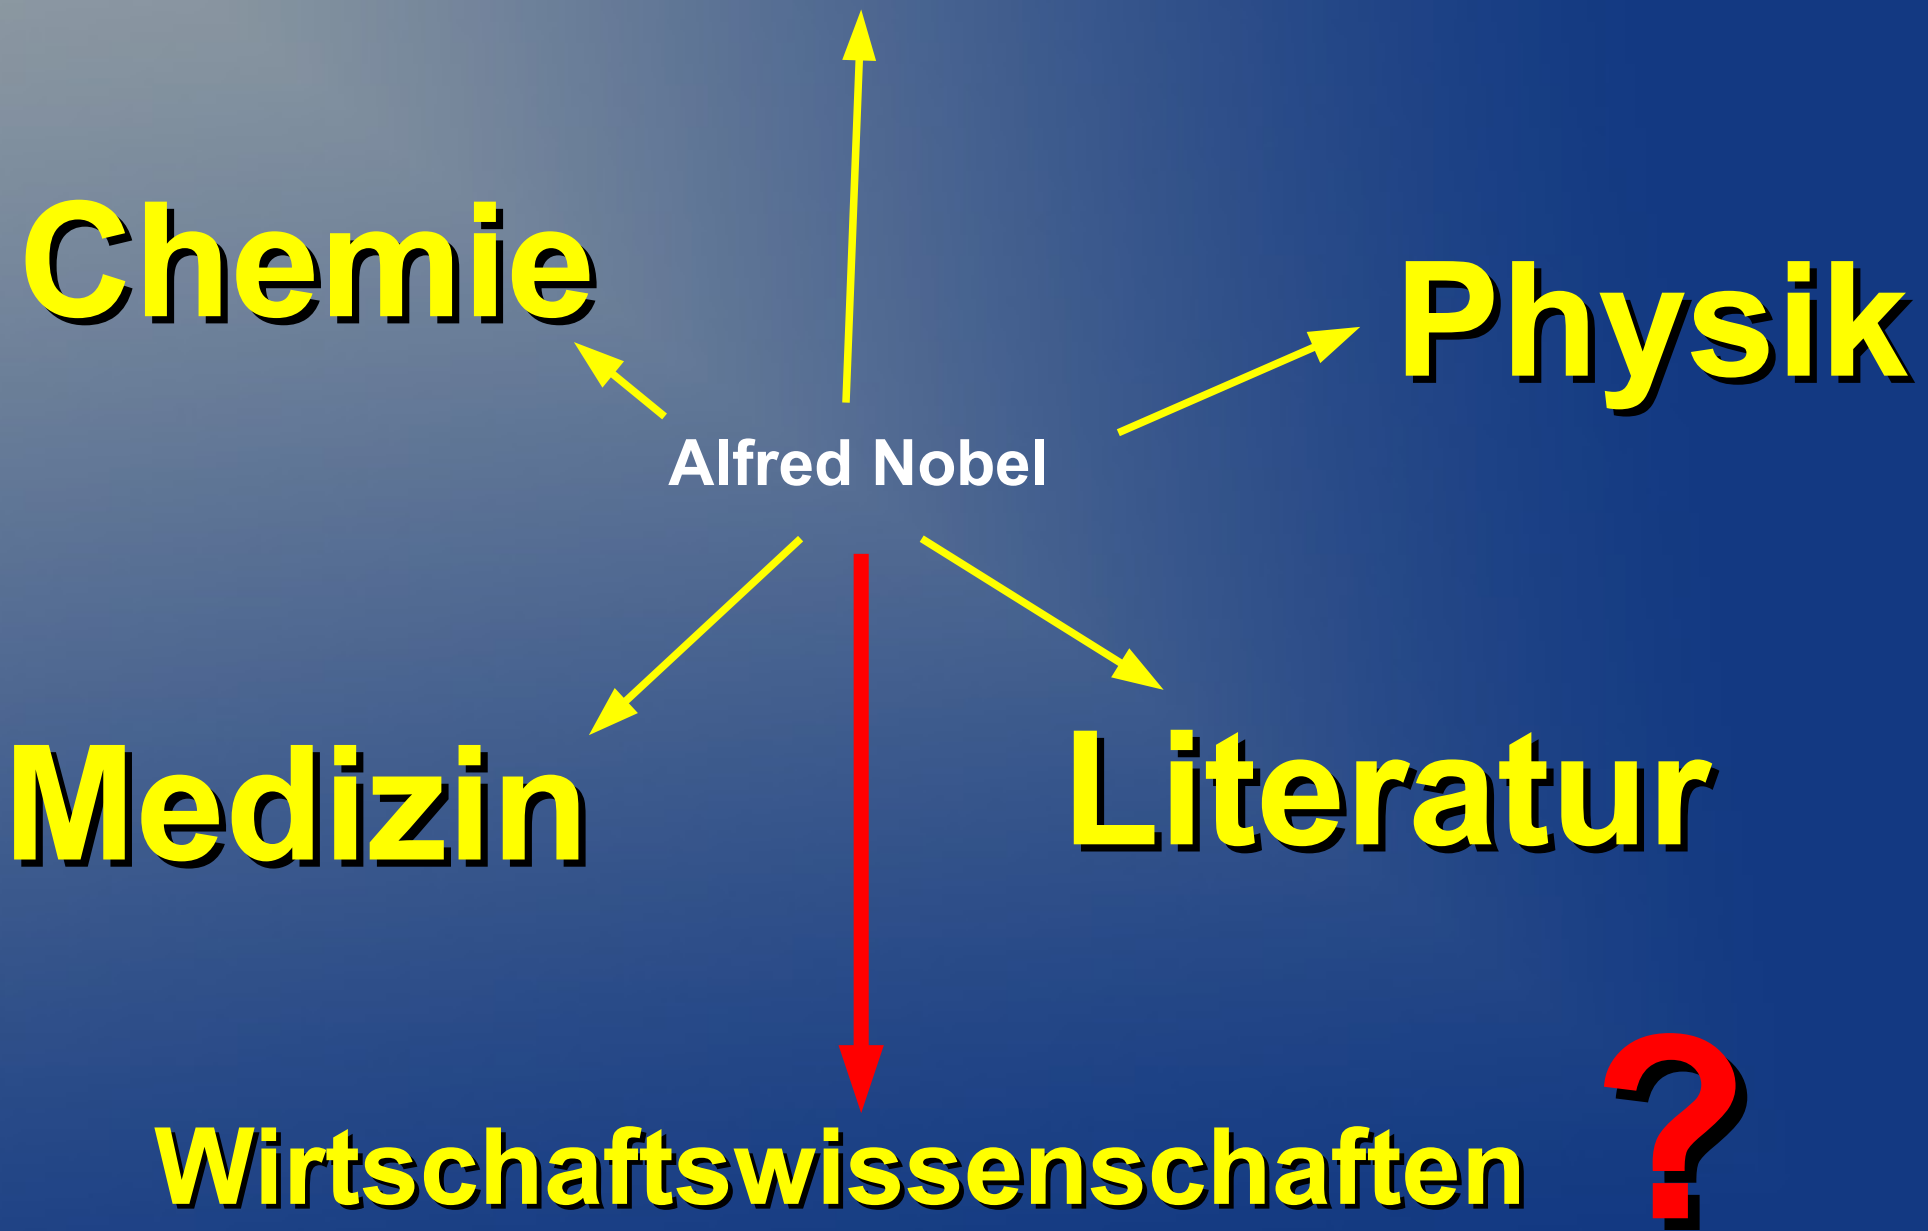 Chemie
Physik
Alfred Nobel
Medizin
Literatur
Wirtschaftswissenschaften ?